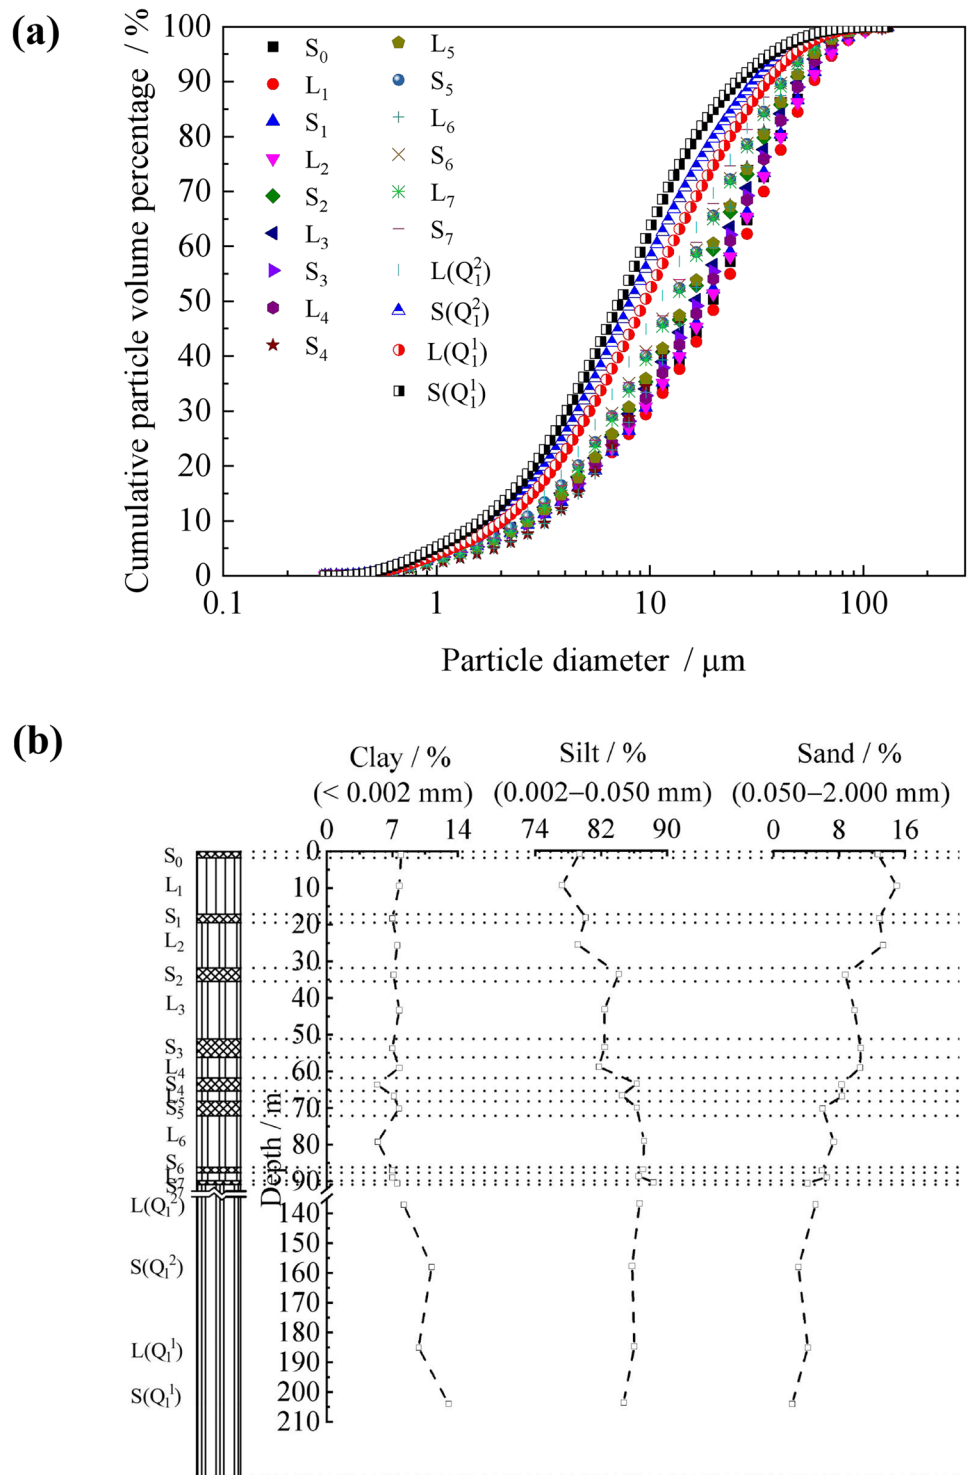 (a)
Cumulative particle volume percentage / %
100
90
80
70
60
50
40
30
20
10
0
0.1
1
10
100
Particle diameter / μm
S₀
L₁
S₁
L₂
S₂
L₃
S₃
L₄
S₄
L₅
S₅
L₆
S₆
L₇
S₇
L(Q₁²)
S(Q₁²)
L(Q₁¹)
S(Q₁¹)
(b)
Clay / %
(< 0.002 mm)
0 7 14
Silt / %
(0.002–0.050 mm)
74 82 90
Sand / %
(0.050–2.000 mm)
0 8 16
Depth / m
0
10
20
30
40
50
60
70
80
90
140
150
160
170
180
190
200
210
S₀
L₁
S₁
L₂
S₂
L₃
S₃
L₄
S₄
L₅
S₅
L₆
S₆
S₇
L(Q₁²)
S(Q₁²)
L(Q₁¹)
S(Q₁¹)